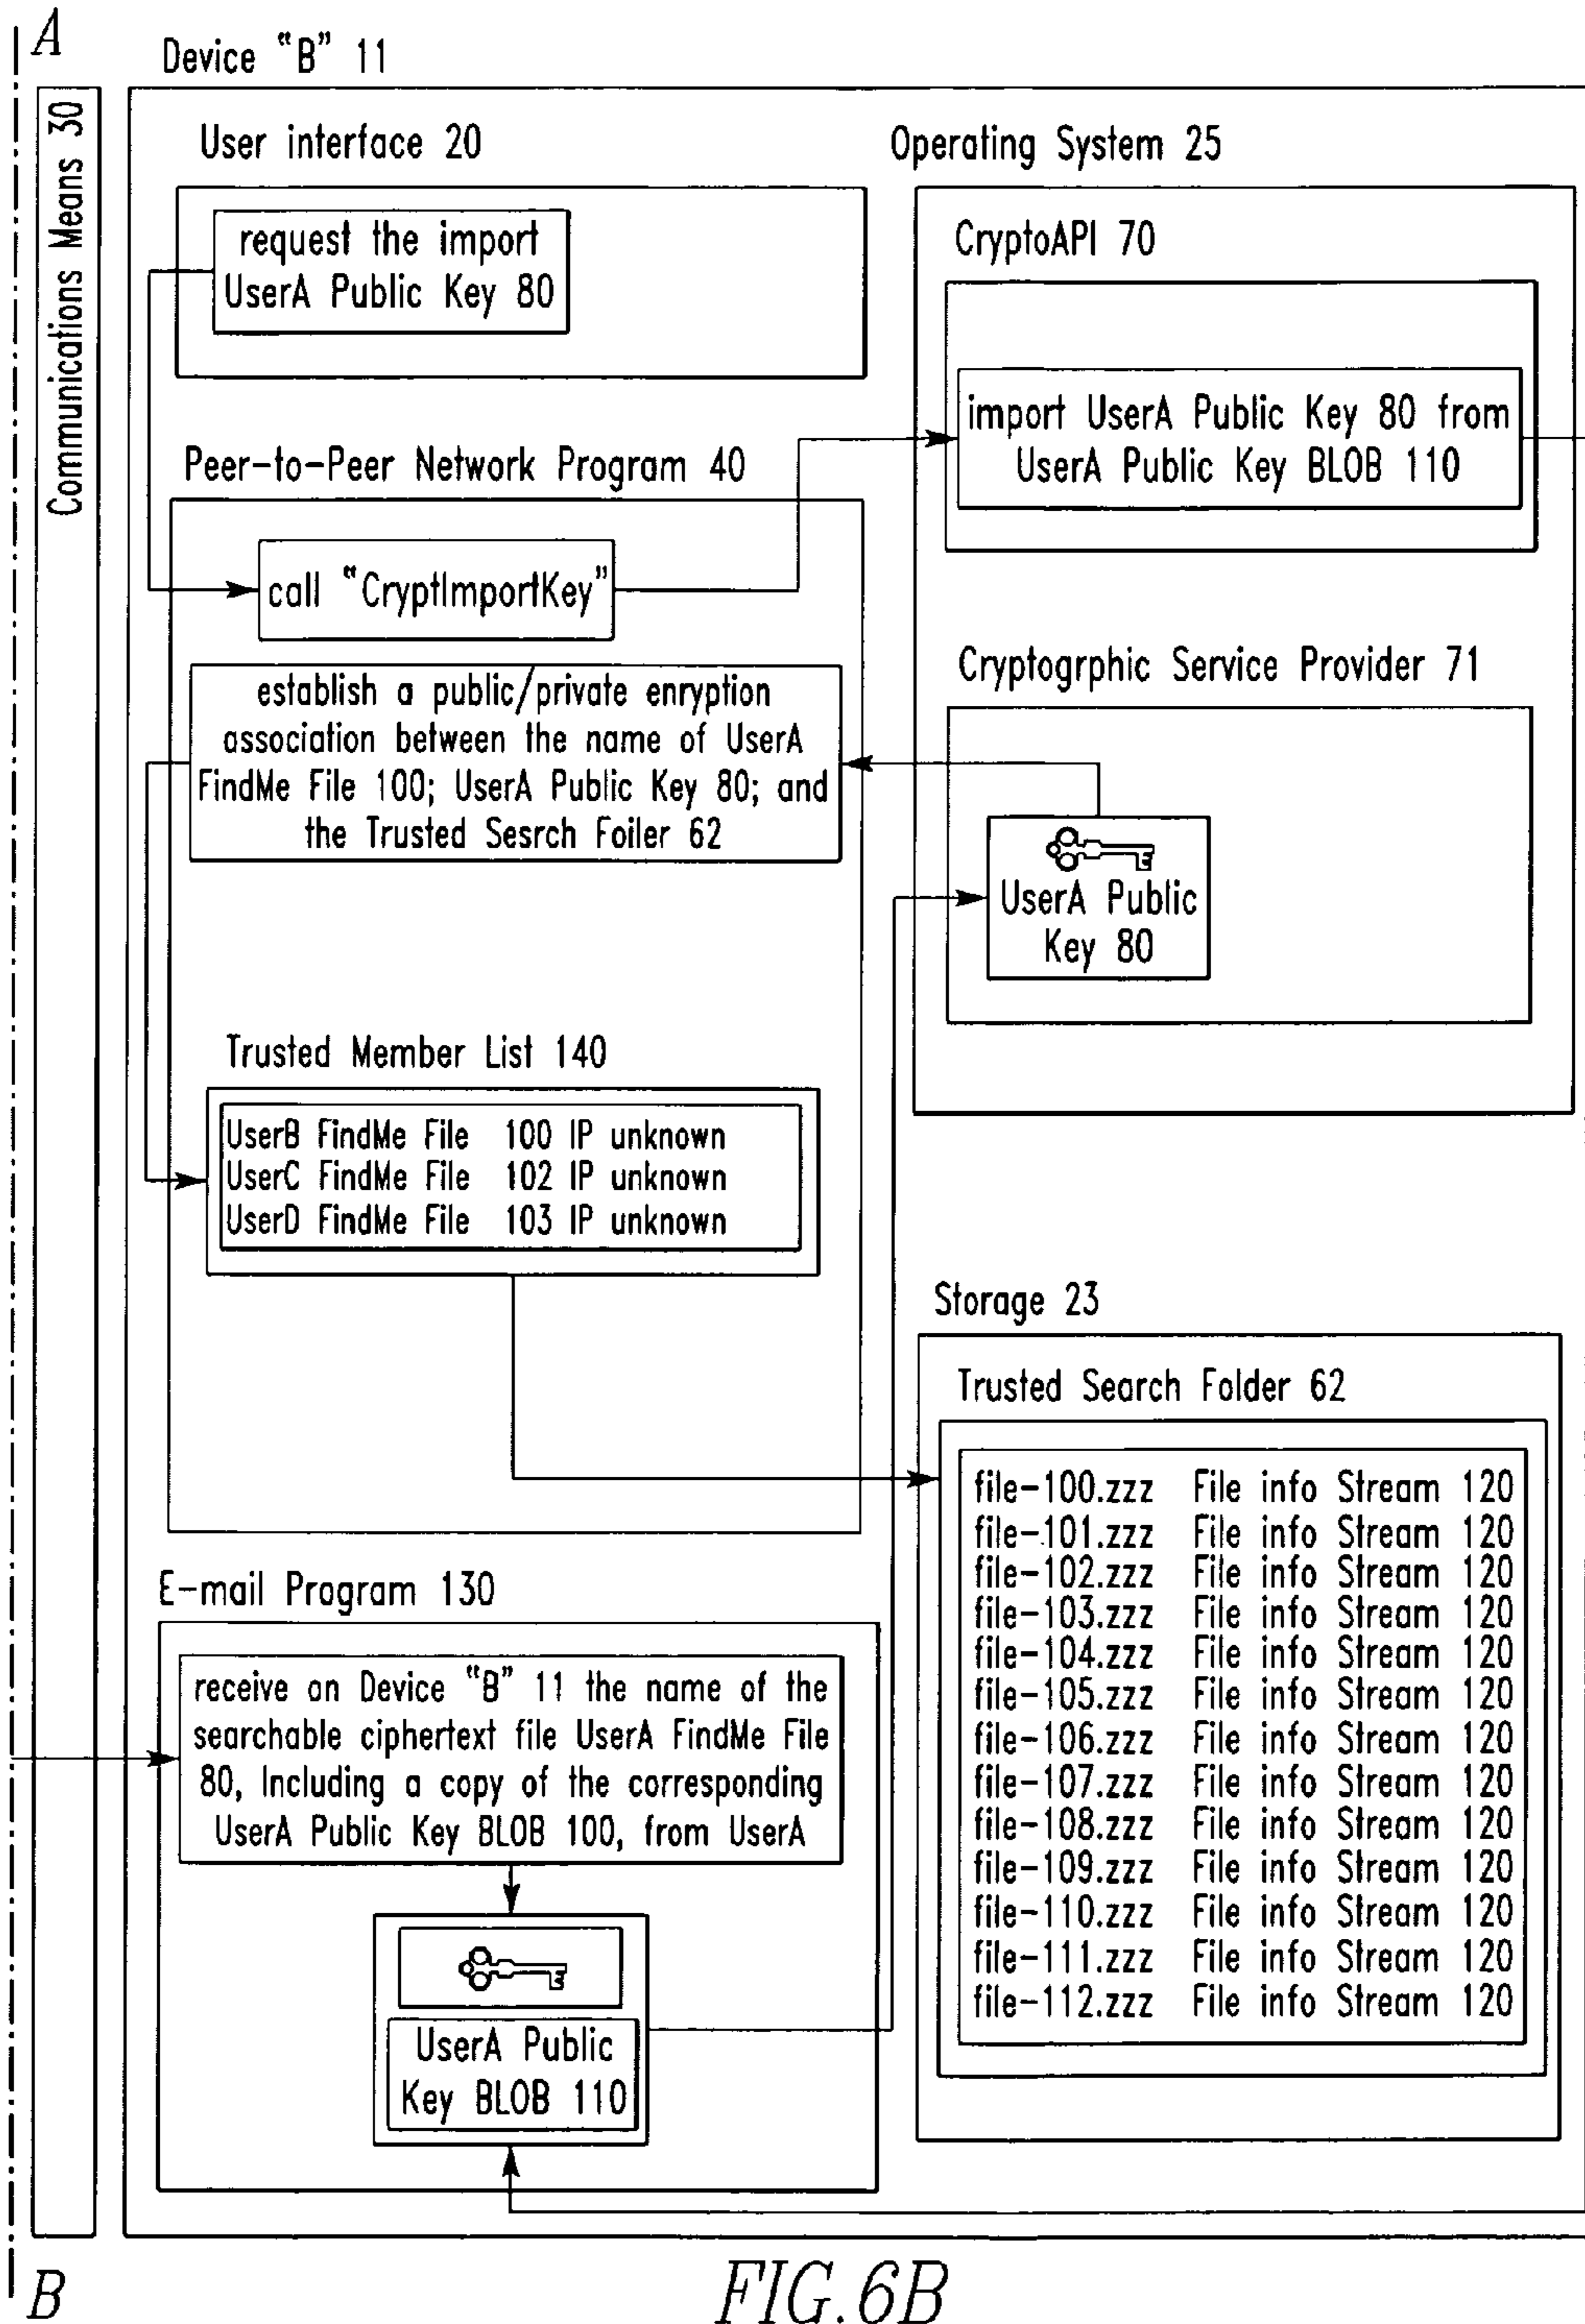 A
Device "B" 11
Communications Means 30
User interface 20
request the import
UserA Public Key 80
Peer-to-Peer Network Program 40
call "CryptImportKey"
establish a public/private enryption
association between the name of UserA
FindMe File 100; UserA Public Key 80; and
the Trusted Sesrch Foiler 62
Trusted Member List 140
UserB FindMe File 100 IP unknown
UserC FindMe File 102 IP unknown
UserD FindMe File 103 IP unknown
E-mail Program 130
receive on Device "B" 11 the name of the
searchable ciphertext file UserA FindMe File
80, Including a copy of the corresponding
UserA Public Key BLOB 100, from UserA
UserA Public
Key BLOB 110
Operating System 25
CryptoAPI 70
import UserA Public Key 80 from
UserA Public Key BLOB 110
Cryptogrphic Service Provider 71
UserA Public
Key 80
Storage 23
Trusted Search Folder 62
file-100.zzz File info Stream 120
file-101.zzz File info Stream 120
file-102.zzz File info Stream 120
file-103.zzz File info Stream 120
file-104.zzz File info Stream 120
file-105.zzz File info Stream 120
file-106.zzz File info Stream 120
file-107.zzz File info Stream 120
file-108.zzz File info Stream 120
file-109.zzz File info Stream 120
file-110.zzz File info Stream 120
file-111.zzz File info Stream 120
file-112.zzz File info Stream 120
B
FIG.6B